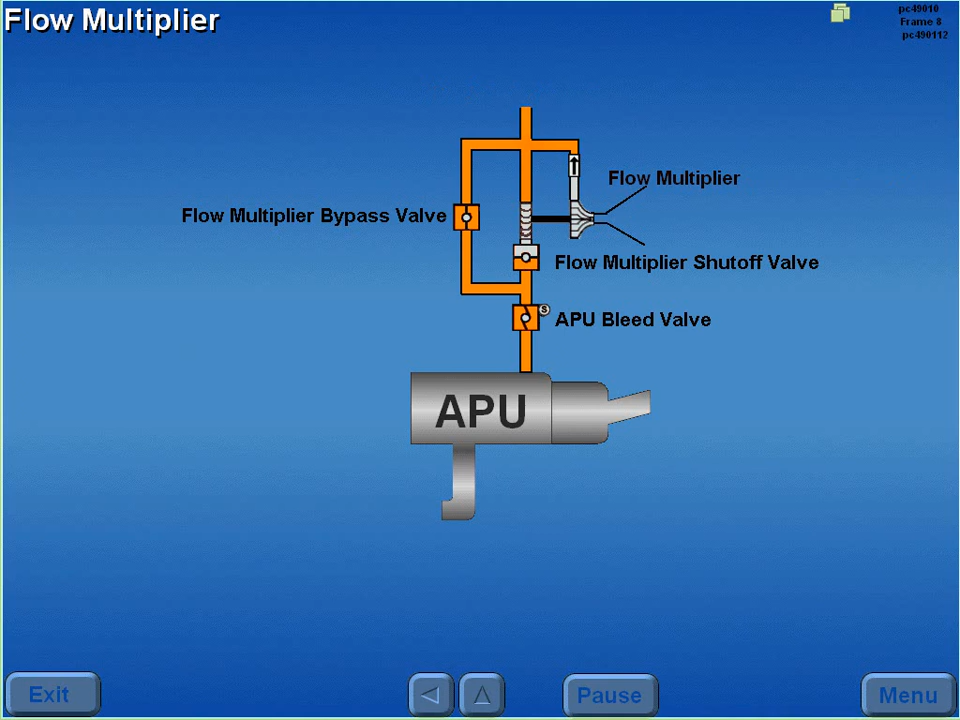 Flow Multiplier
pc49010
Frame 8
pc490112
Flow Multiplier
Flow Multiplier Bypass Valve
Flow Multiplier Shutoff Valve
S
APU Bleed Valve
APU
Exit
Pause
Menu